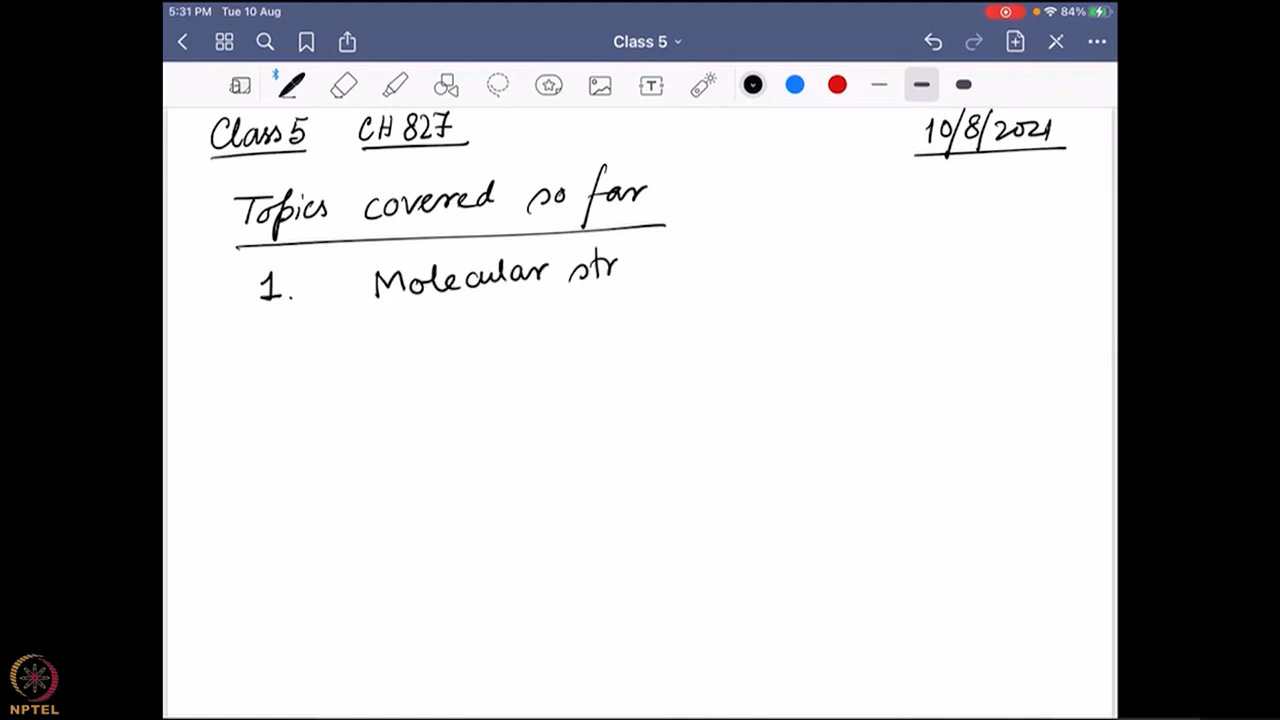 5:31 PM Tue 10 Aug 84%
Class 5
T
Class 5 CH 827 10/8/2021
Topics covered so far
1. Molecular str
NPTEL